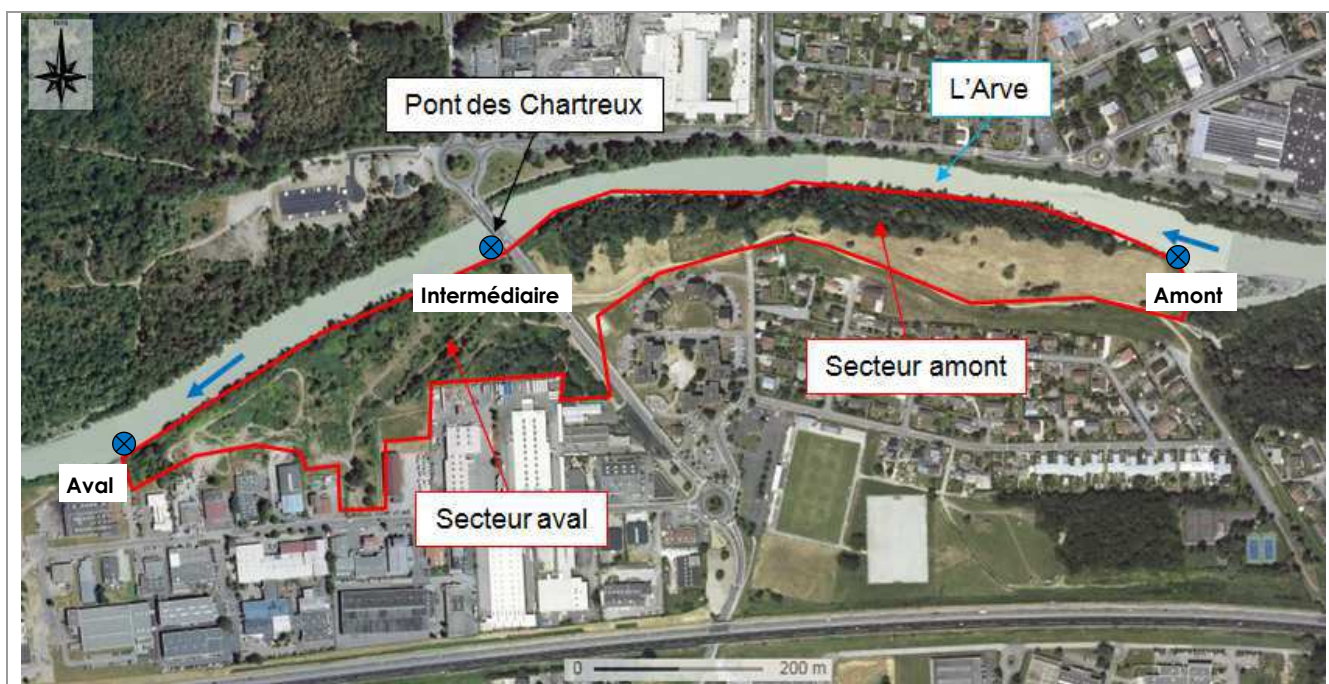 L'Arve
Pont des Chartreux
Intermédiaire
Amont
Secteur amont
Aval
Secteur aval
0 200 m